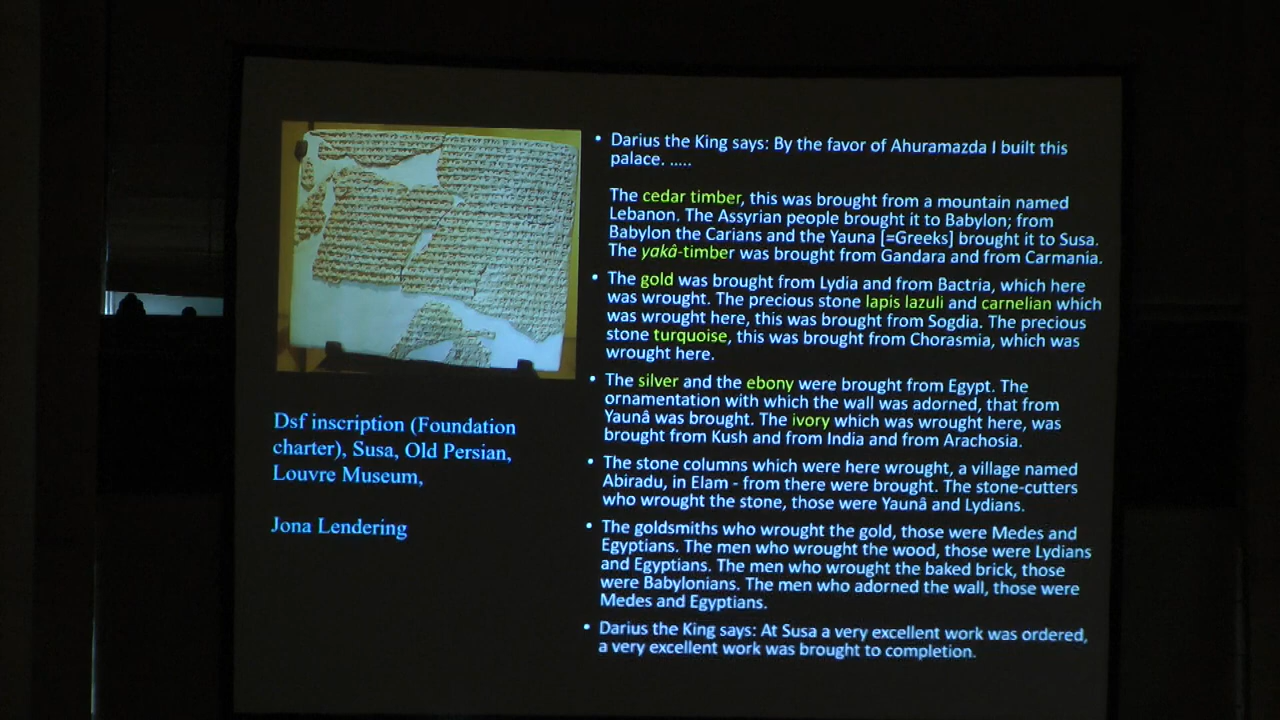 • Darius the King says: By the favor of Ahuramazda I built this
palace. .....
The cedar timber, this was brought from a mountain named
Lebanon. The Assyrian people brought it to Babylon; from
Babylon the Carians and the Yauna [=Greeks] brought it to Susa.
The yakâ-timber was brought from Gandara and from Carmania.
• The gold was brought from Lydia and from Bactria, which here
was wrought. The precious stone lapis lazuli and carnelian which
was wrought here, this was brought from Sogdia. The precious
stone turquoise, this was brought from Chorasmia, which was
wrought here.
• The silver and the ebony were brought from Egypt. The
ornamentation with which the wall was adorned, that from
Yaunâ was brought. The ivory which was wrought here, was
brought from Kush and from India and from Arachosia.
• The stone columns which were here wrought, a village named
Abiradu, in Elam - from there were brought. The stone-cutters
who wrought the stone, those were Yaunâ and Lydians.
• The goldsmiths who wrought the gold, those were Medes and
Egyptians. The men who wrought the wood, those were Lydians
and Egyptians. The men who wrought the baked brick, those
were Babylonians. The men who adorned the wall, those were
Medes and Egyptians.
• Darius the King says: At Susa a very excellent work was ordered,
a very excellent work was brought to completion.
Dsf inscription (Foundation
charter), Susa, Old Persian,
Louvre Museum,
Jona Lendering